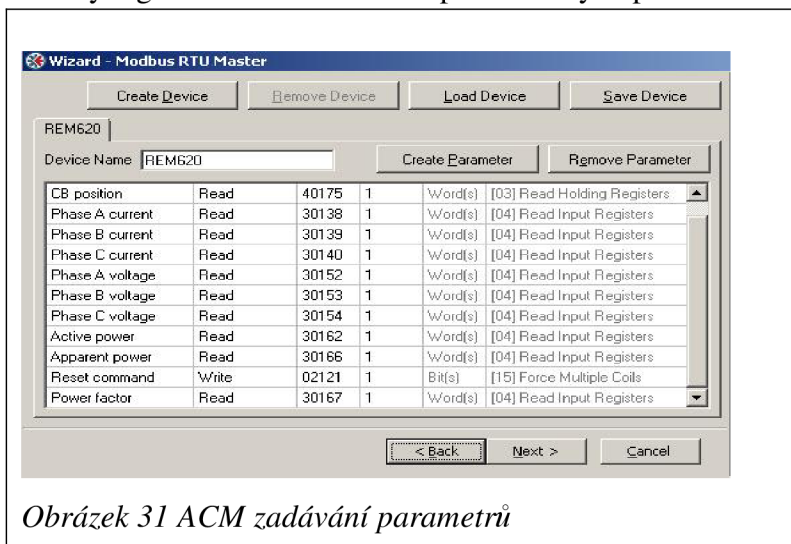 Wizard - Modbus RTU Master
Create Device Remove Device Load Device Save Device
REM620
Device Name REM620 Create Parameter Remove Parameter
CB position Read 40175 1 Word(s) [03] Read Holding Registers
Phase A current Read 30138 1 Word(s) [04] Read Input Registers
Phase B current Read 30139 1 Word(s) [04] Read Input Registers
Phase C current Read 30140 1 Word(s) [04] Read Input Registers
Phase A voltage Read 30152 1 Word(s) [04] Read Input Registers
Phase B voltage Read 30153 1 Word(s) [04] Read Input Registers
Phase C voltage Read 30154 1 Word(s) [04] Read Input Registers
Active power Read 30162 1 Word(s) [04] Read Input Registers
Apparent power Read 30166 1 Word(s) [04] Read Input Registers
Reset command Write 02121 1 Bit(s) [15] Force Multiple Coils
Power factor Read 30167 1 Word(s) [04] Read Input Registers
< Back Next > Cancel
Obrázek 31 ACM zadávání parametrů